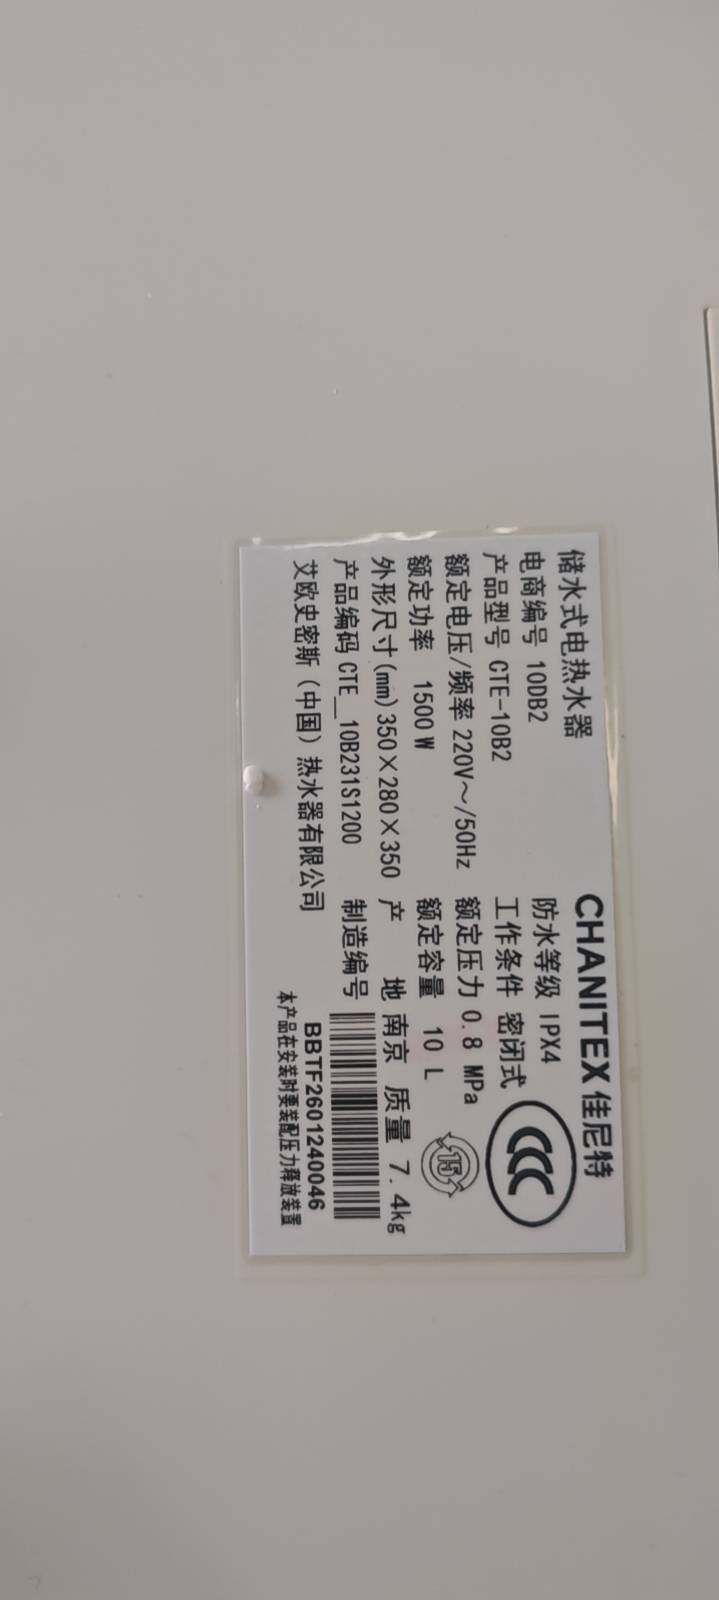 储水式电热水器
CHANITEX 佳尼特
电商编号 10DB2
防水等级 IPX4
产品型号 CTE-10B2
工作条件 密闭式
额定电压/频率 220V～/50Hz
额定压力 0.8 MPa
额定功率 1500 W
额定容量 10 L
外形尺寸(mm) 350×280×350
产 地 南京 质量 7.4kg
产品编码 CTE_10B231S1200
制造编号
艾欧史密斯（中国）热水器有限公司
BBTF2601240046
本产品在安装时要装配压力释放装置
CCC
15